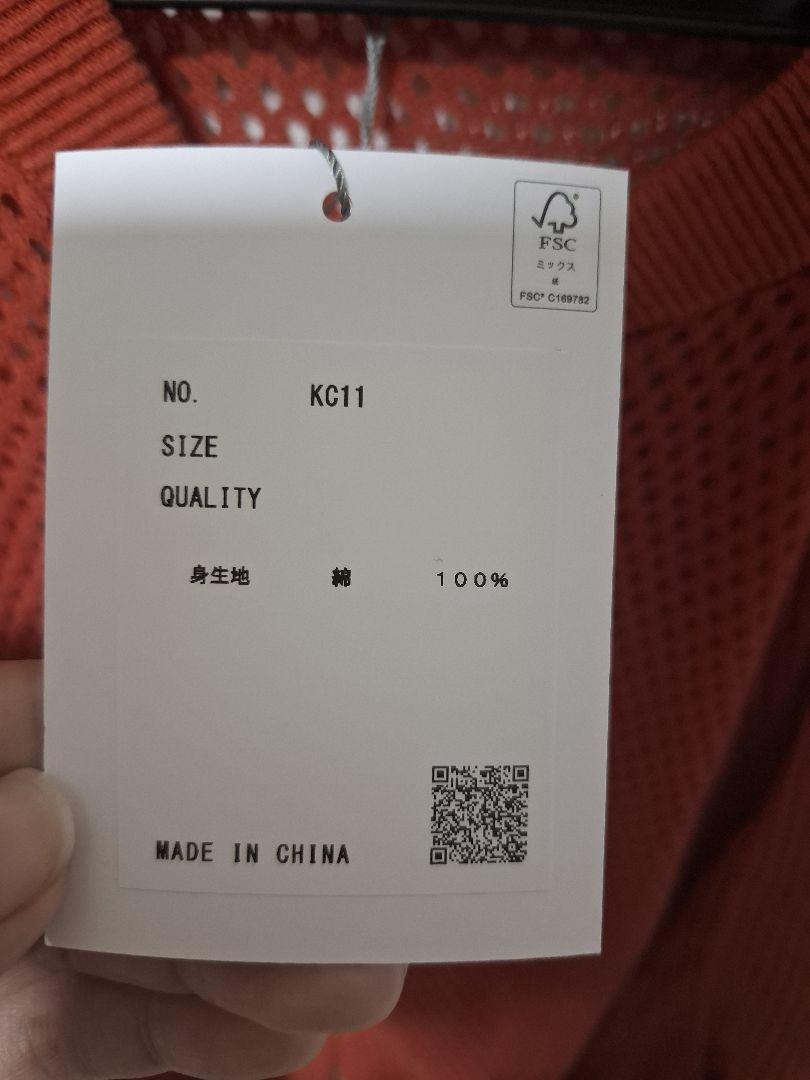 FSC
ミックス
紙
FSC® C169782
NO. KC11
SIZE
QUALITY
身生地 綿 100%
MADE IN CHINA